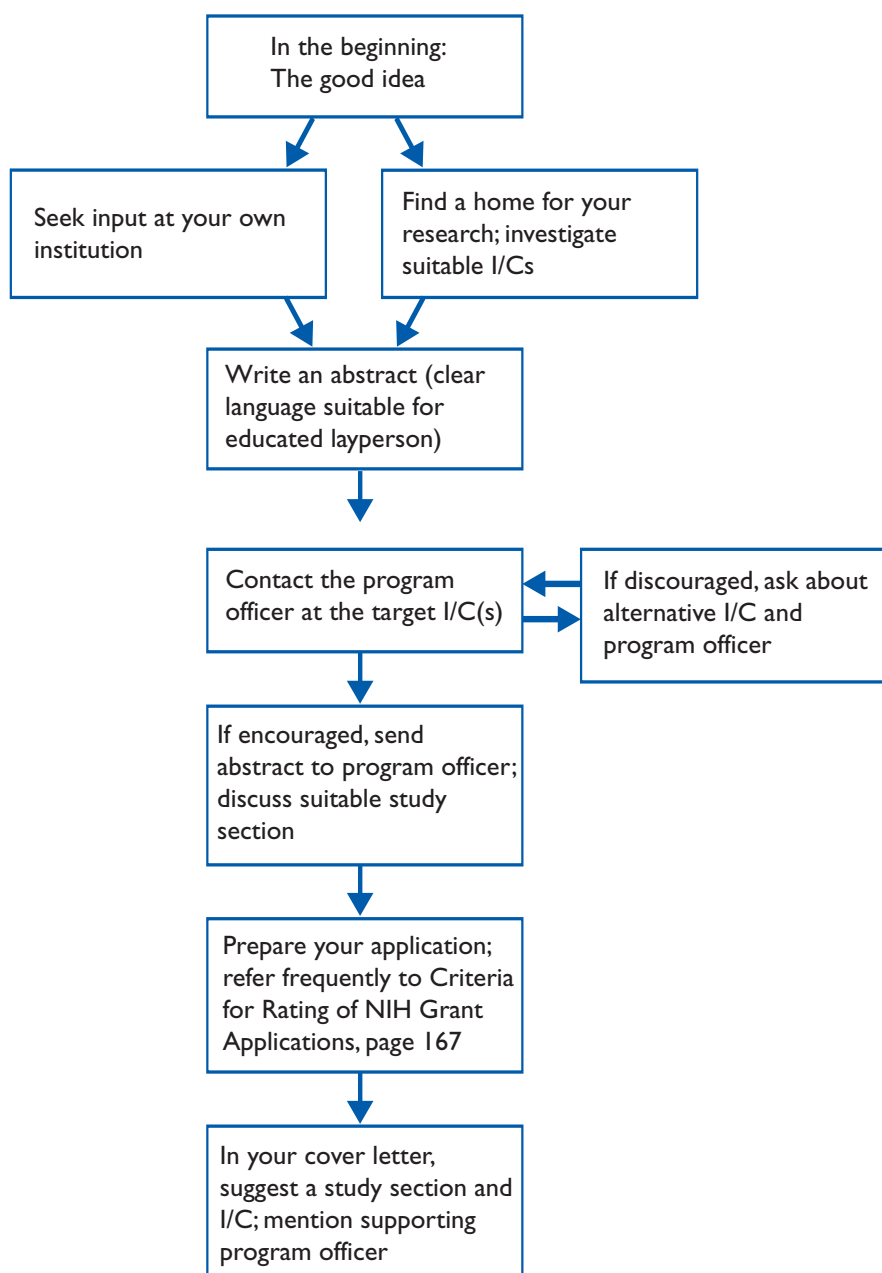 In the beginning:
The good idea
Seek input at your own
institution
Find a home for your
research; investigate
suitable I/Cs
Write an abstract (clear
language suitable for
educated layperson)
Contact the program
officer at the target I/C(s)
If discouraged, ask about
alternative I/C and
program officer
If encouraged, send
abstract to program officer;
discuss suitable study
section
Prepare your application;
refer frequently to Criteria
for Rating of NIH Grant
Applications, page 167
In your cover letter,
suggest a study section and
I/C; mention supporting
program officer